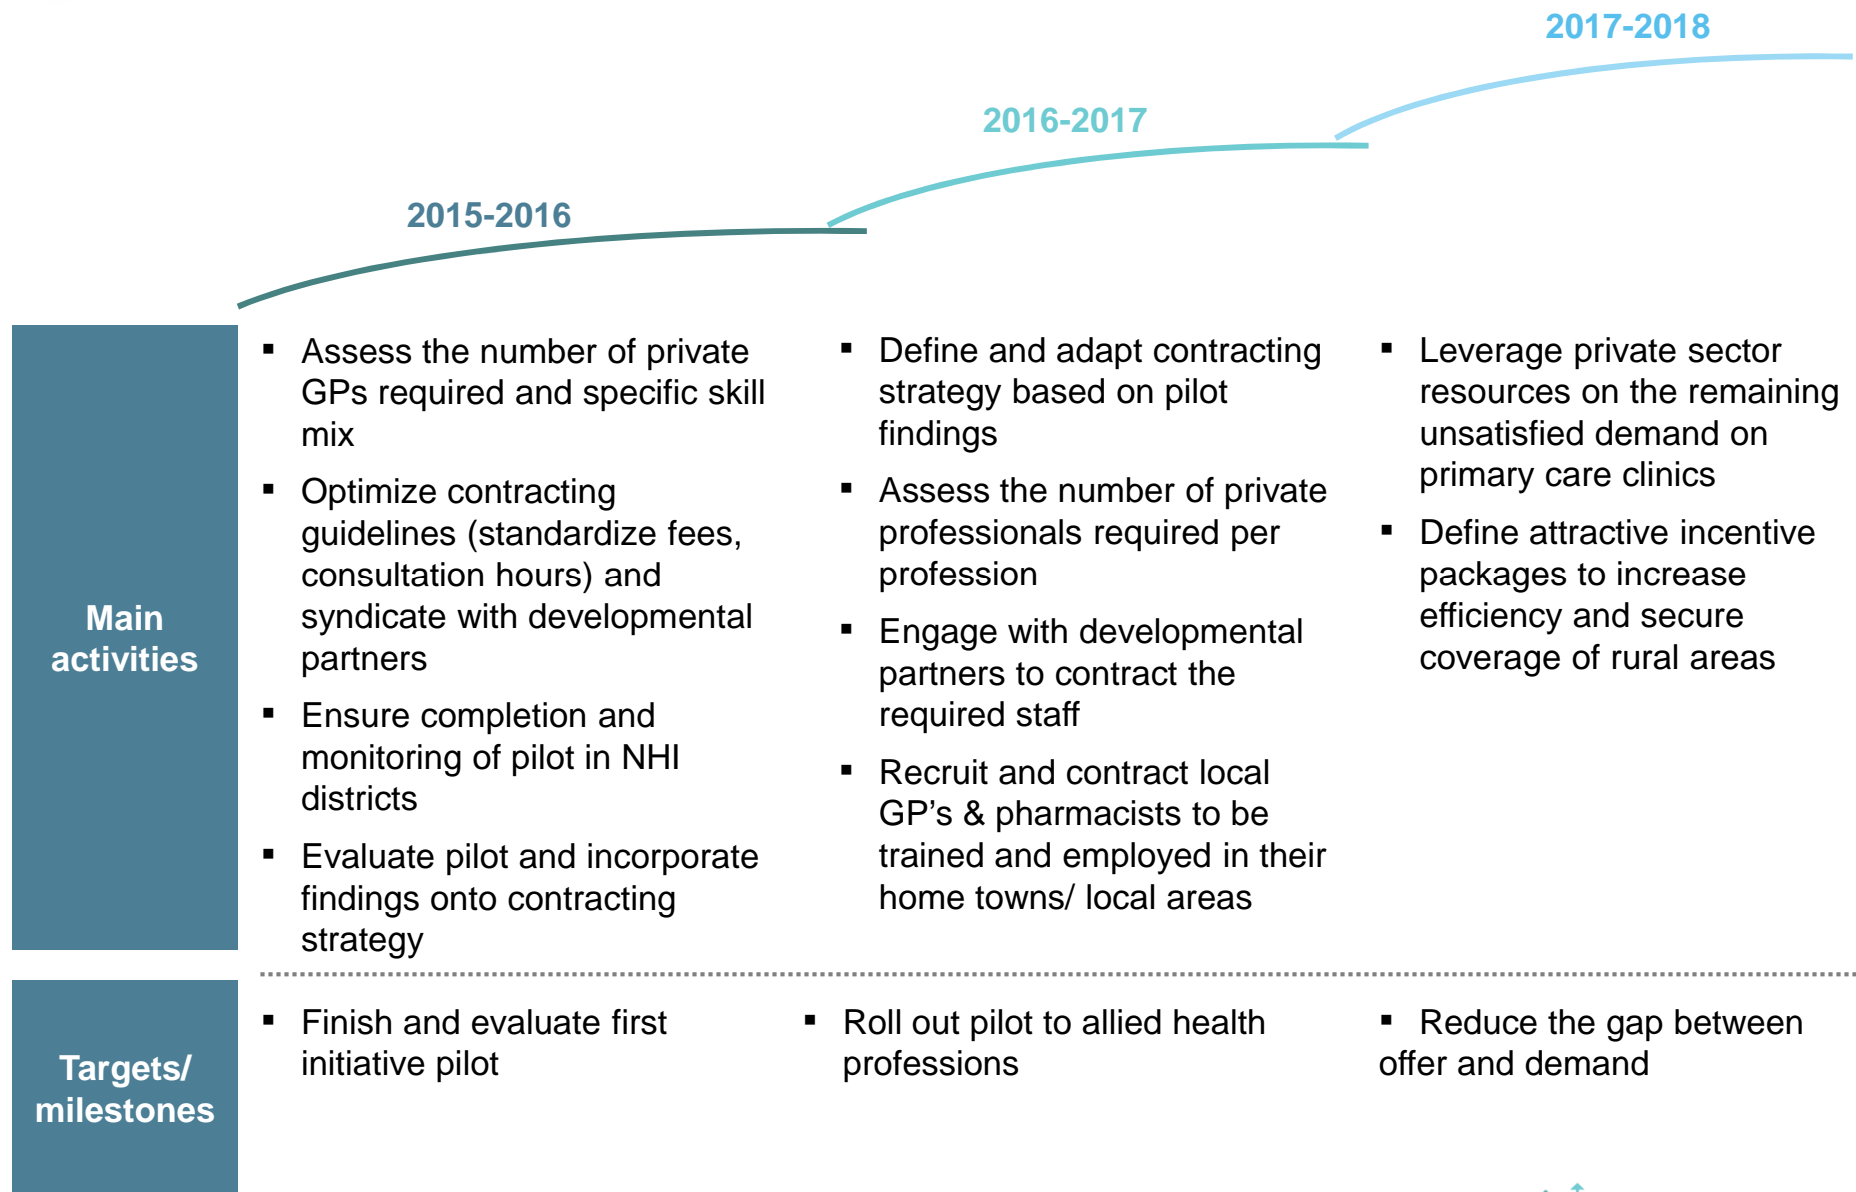 2017-2018
2016-2017
2015-2016
Main
activities
▪ Assess the number of private
GPs required and specific skill
mix
▪ Optimize contracting
guidelines (standardize fees,
consultation hours) and
syndicate with developmental
partners
▪ Ensure completion and
monitoring of pilot in NHI
districts
▪ Evaluate pilot and incorporate
findings onto contracting
strategy
▪ Define and adapt contracting
strategy based on pilot
findings
▪ Assess the number of private
professionals required per
profession
▪ Engage with developmental
partners to contract the
required staff
▪ Recruit and contract local
GP’s & pharmacists to be
trained and employed in their
home towns/ local areas
▪ Leverage private sector
resources on the remaining
unsatisfied demand on
primary care clinics
▪ Define attractive incentive
packages to increase
efficiency and secure
coverage of rural areas
Targets/
milestones
▪ Finish and evaluate first
initiative pilot
▪ Roll out pilot to allied health
professions
▪ Reduce the gap between
offer and demand